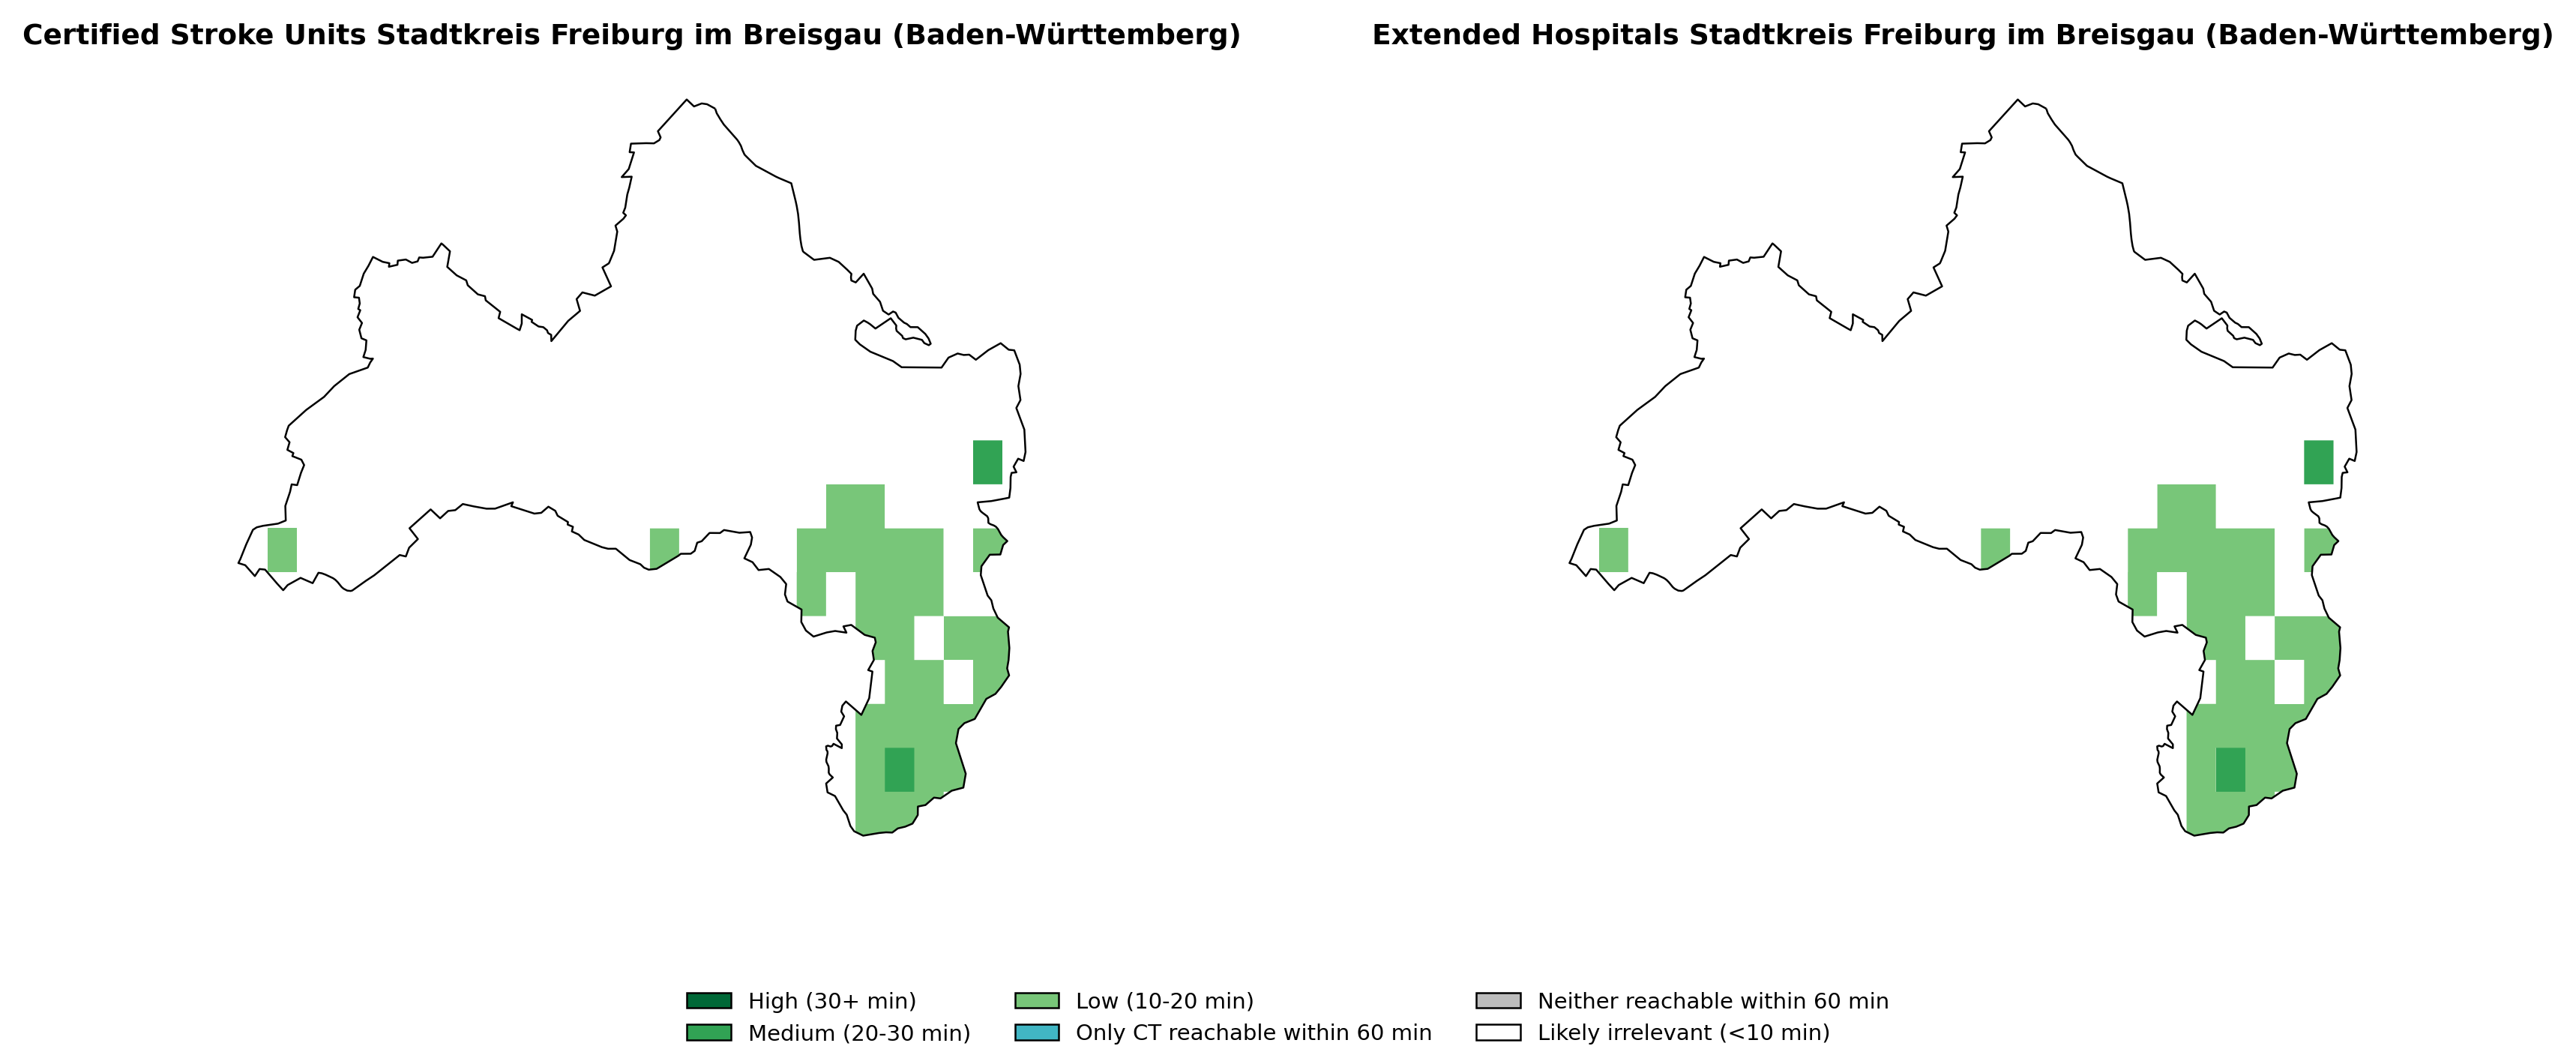 Certified Stroke Units Stadtkreis Freiburg im Breisgau (Baden-Württemberg)
Extended Hospitals Stadtkreis Freiburg im Breisgau (Baden-Württemberg)
High (30+ min)
Medium (20-30 min)
Low (10-20 min)
Only CT reachable within 60 min
Neither reachable within 60 min
Likely irrelevant (<10 min)